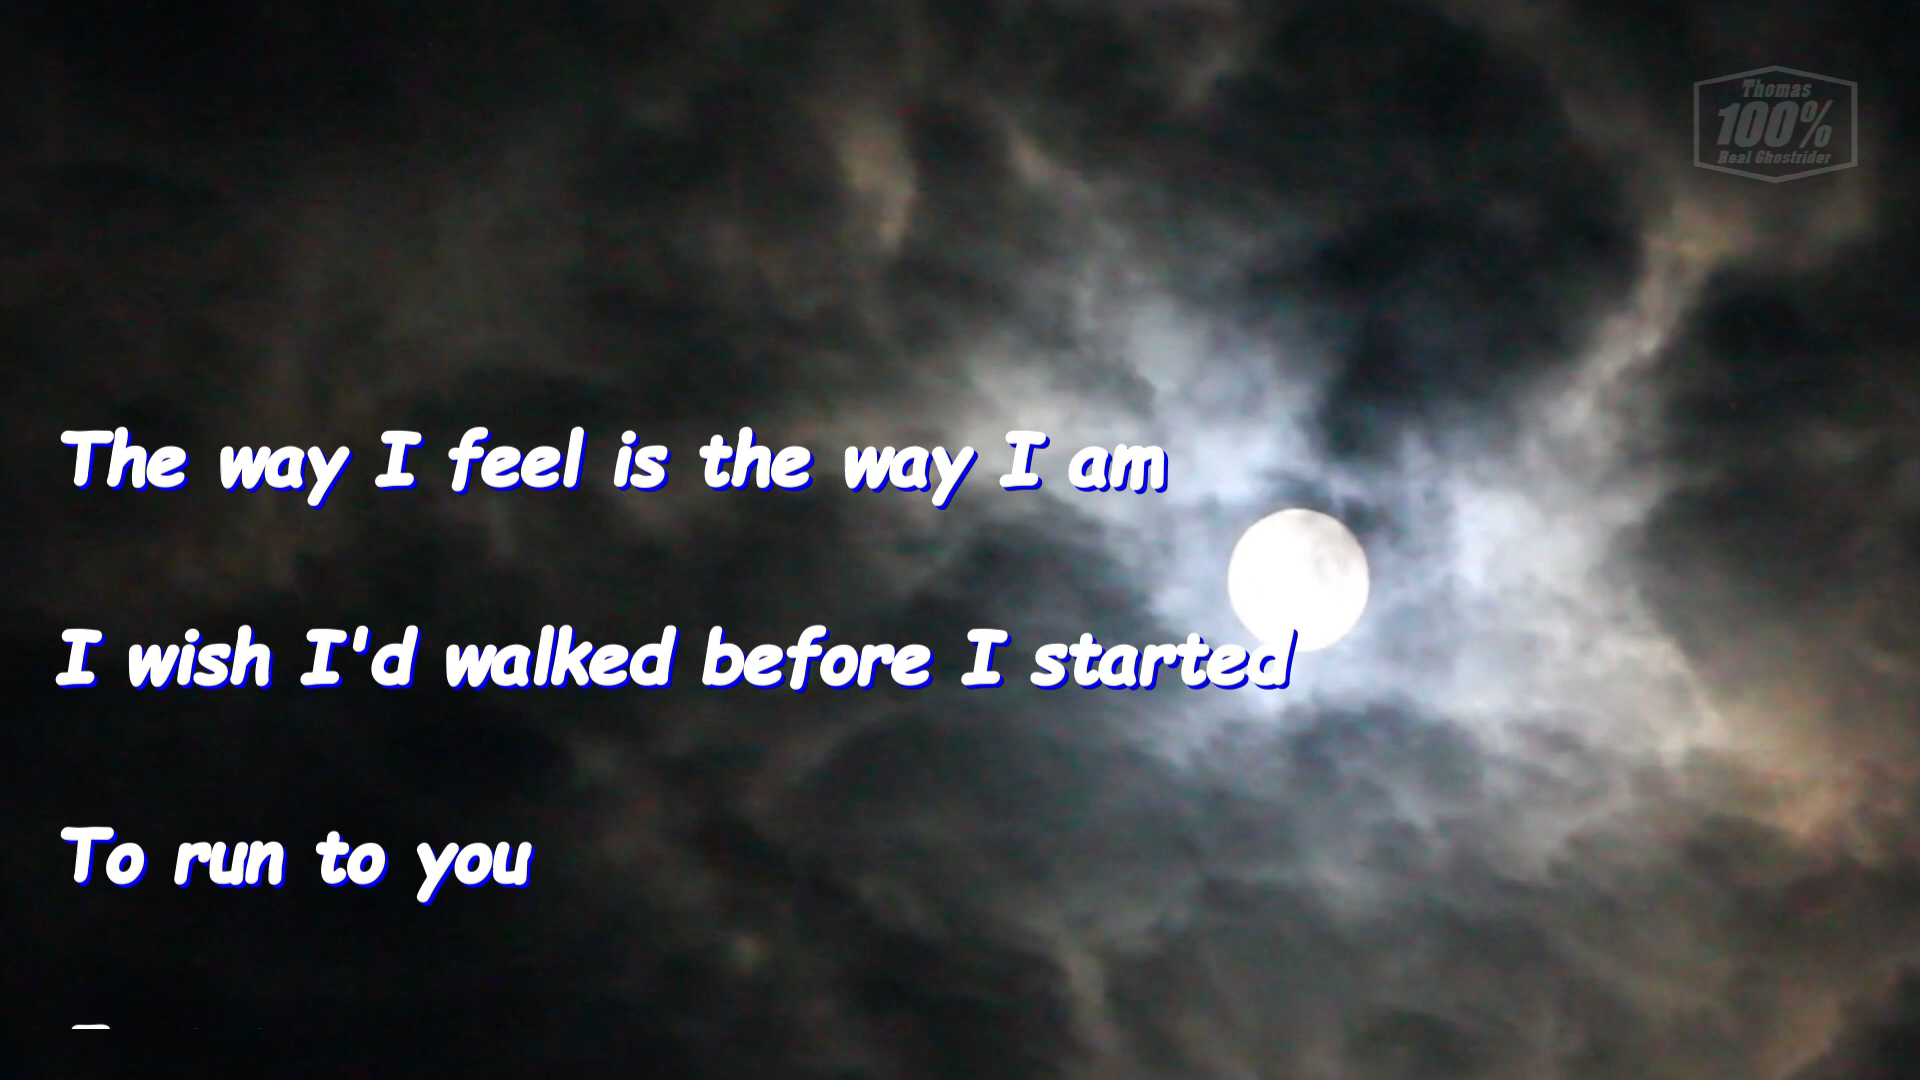 Thomas
100%
Real Ghostrider
The way I feel is the way I am
I wish I'd walked before I started
To run to you